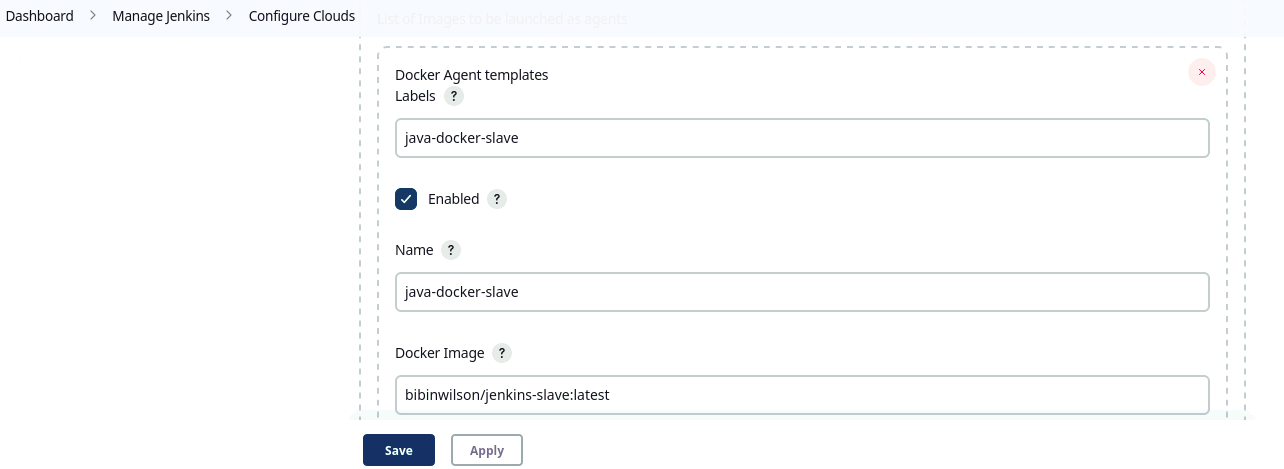 Dashboard > Manage Jenkins > Configure Clouds
List of Images to be launched as agents
Docker Agent templates
Labels ?
java-docker-slave
Enabled ?
Name ?
java-docker-slave
Docker Image ?
bibinwilson/jenkins-slave:latest
Save Apply